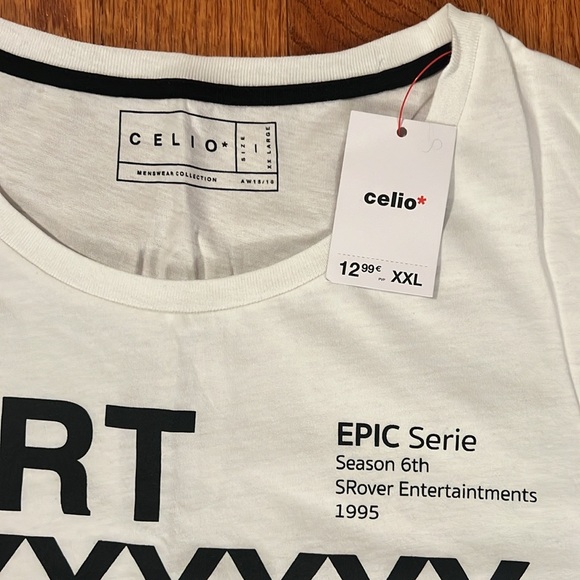 CELIO*
SIZE
XX LARGE
MENSWEAR COLLECTION
AW18/19
celio*
12 99€ XXL
RT
EPIC Serie
Season 6th
SRover Entertaintments
1995